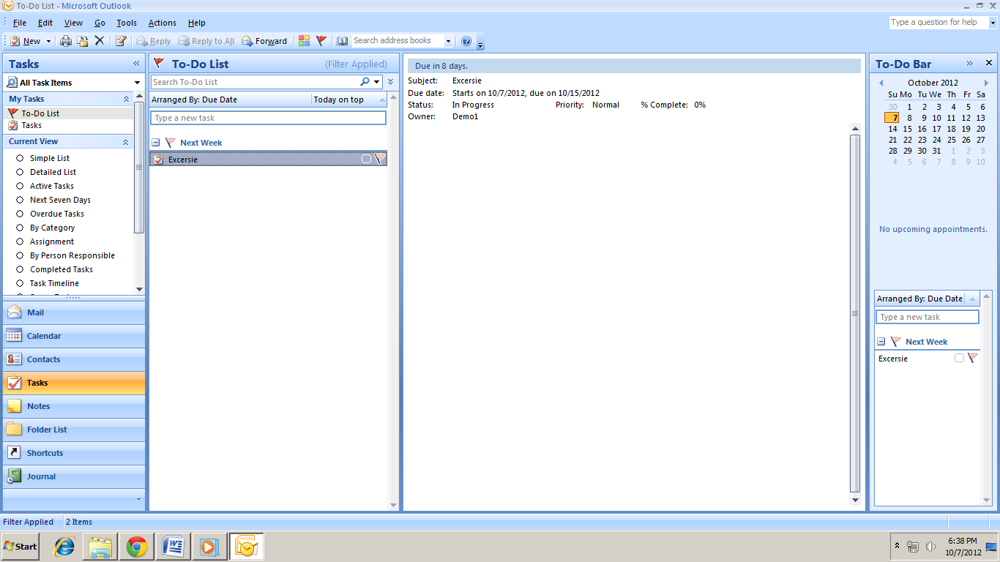 To-Do List - Microsoft Outlook
File Edit View Go Tools Actions Help
Type a question for help
New Reply Reply to All Forward Search address books
Tasks
All Task Items
My Tasks
To-Do List
Tasks
Current View
Simple List
Detailed List
Active Tasks
Next Seven Days
Overdue Tasks
By Category
Assignment
By Person Responsible
Completed Tasks
Task Timeline
Mail
Calendar
Contacts
Tasks
Notes
Folder List
Shortcuts
Journal
To-Do List (Filter Applied)
Search To-Do List
Arranged By: Due Date Today on top
Type a new task
Next Week
Excersie
Due in 8 days.
Subject: Excersie
Due date: Starts on 10/7/2012, due on 10/15/2012
Status: In Progress Priority: Normal % Complete: 0%
Owner: Demo1
To-Do Bar
October 2012
Su Mo Tu We Th Fr Sa
30 1 2 3 4 5 6
7 8 9 10 11 12 13
14 15 16 17 18 19 20
21 22 23 24 25 26 27
28 29 30 31 1 2 3
4 5 6 7 8 9 10
No upcoming appointments.
Arranged By: Due Date
Type a new task
Next Week
Excersie
Filter Applied 2 Items
Start
6:38 PM
10/7/2012